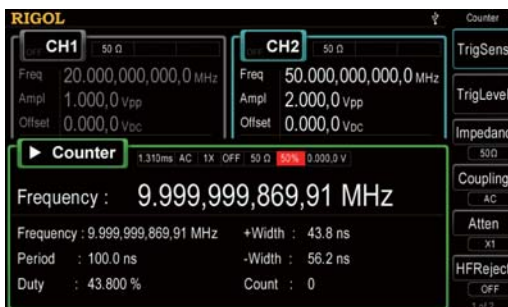 RIGOL
Counter
OFF CH1 50 Ω
OFF CH2 50 Ω
TrigSens
Freq 20.000,000,000,0 MHz
Freq 50.000,000,000,0 MHz
Ampl 1.000,0 Vpp
Ampl 2.000,0 Vpp
TrigLevel
Offset 0.000,0 VDC
Offset 0.000,0 VDC
Impedanc
50Ω
Counter 1.310ms AC 1X OFF 50 Ω 50% 0.000,0 V
Coupling
AC
Frequency : 9.999,999,869,91 MHz
Atten
X1
Frequency : 9.999,999,869,91 MHz +Width : 43.8 ns
Period : 100.0 ns -Width : 56.2 ns
HFReject
OFF
Duty : 43.800 % Count : 0
1 of 2